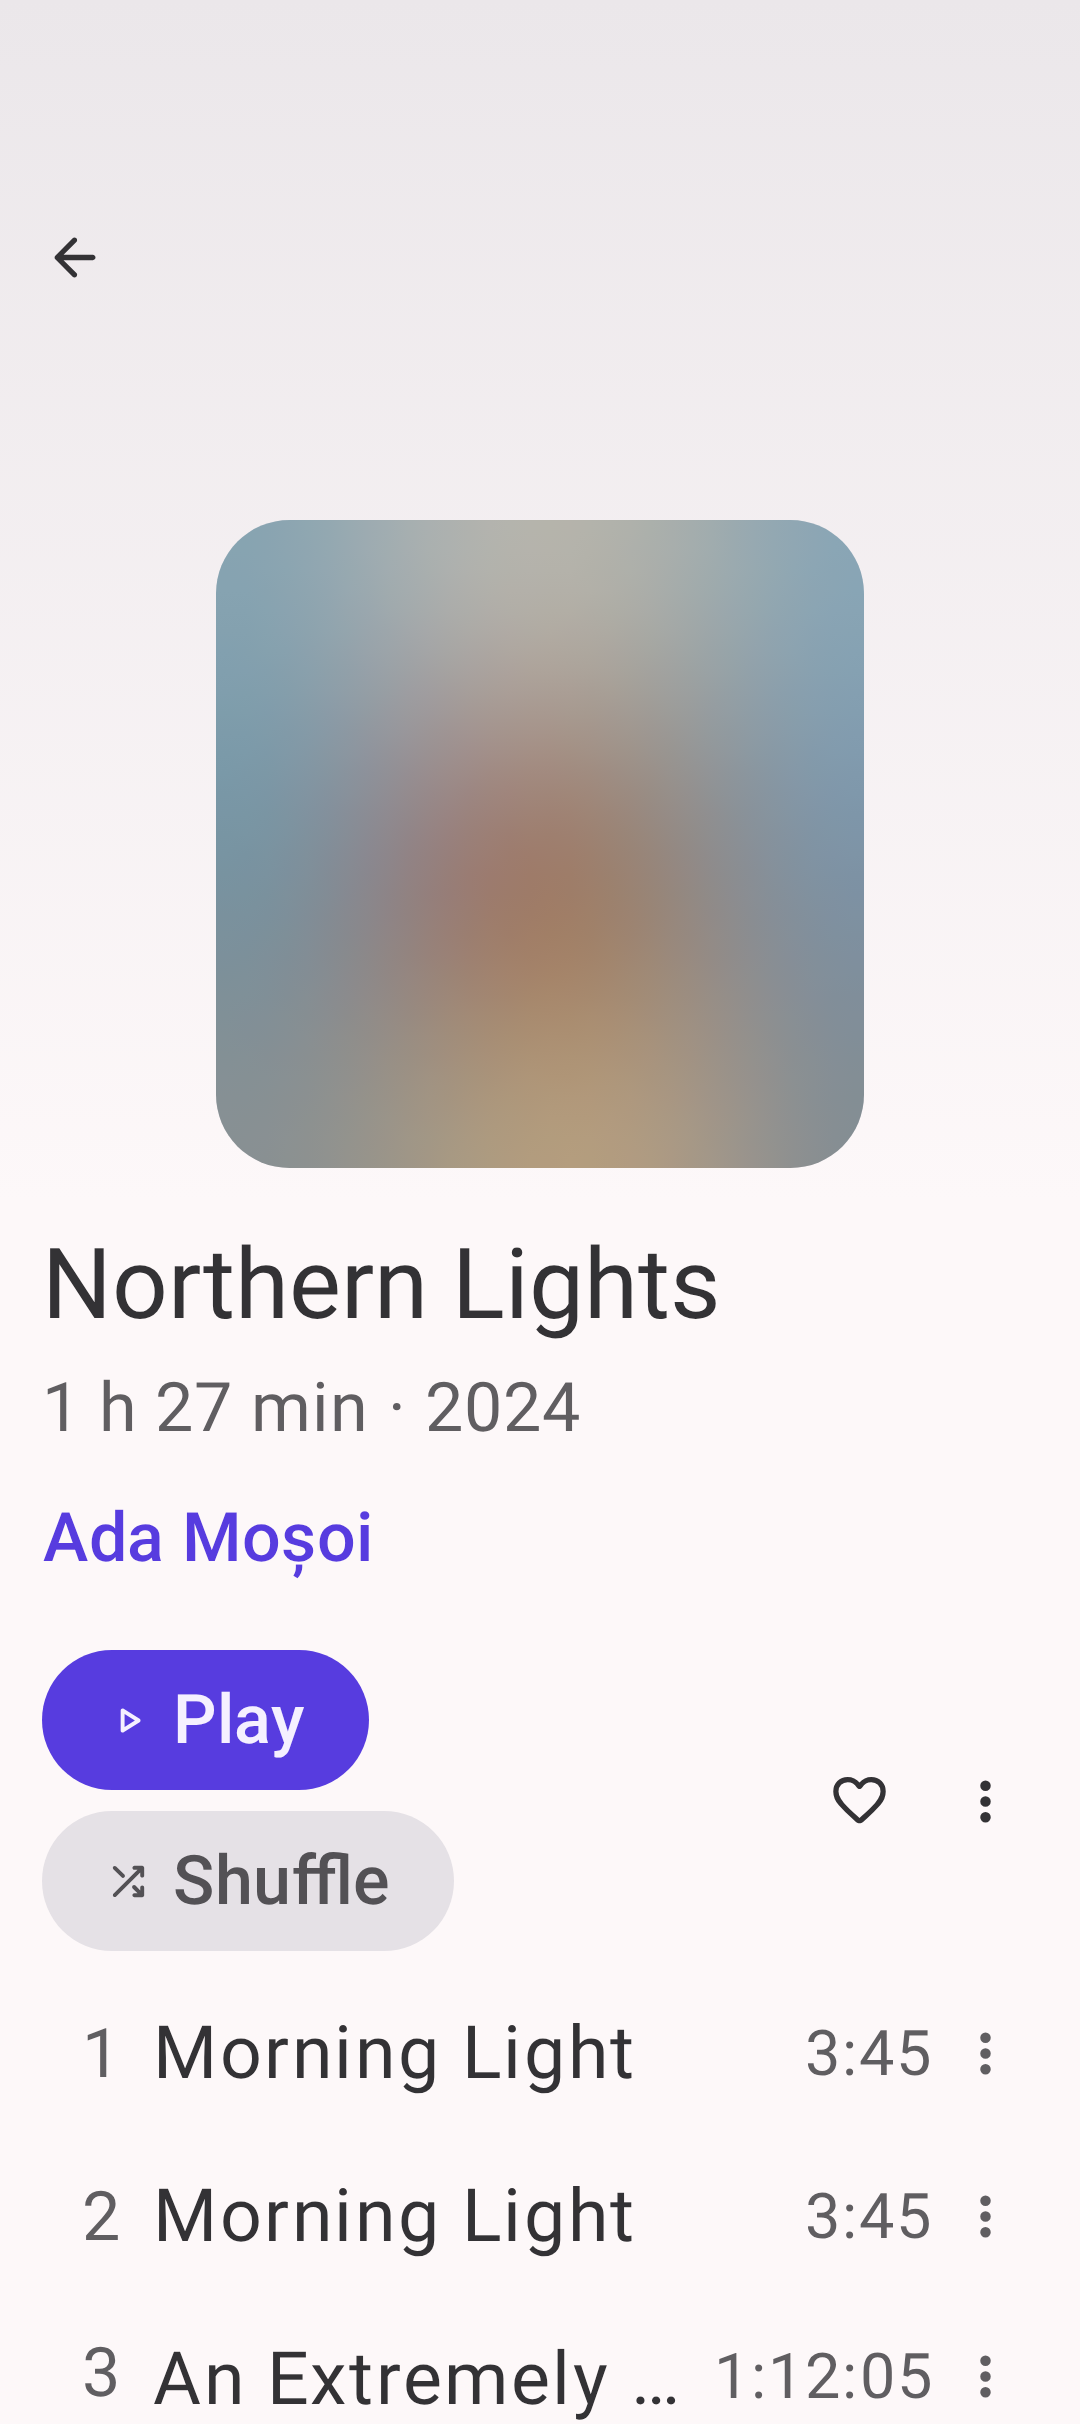 Northern Lights
1 h 27 min · 2024
Ada Moșoi
Play
Shuffle
1 Morning Light 3:45
2 Morning Light 3:45
3 An Extremely … 1:12:05